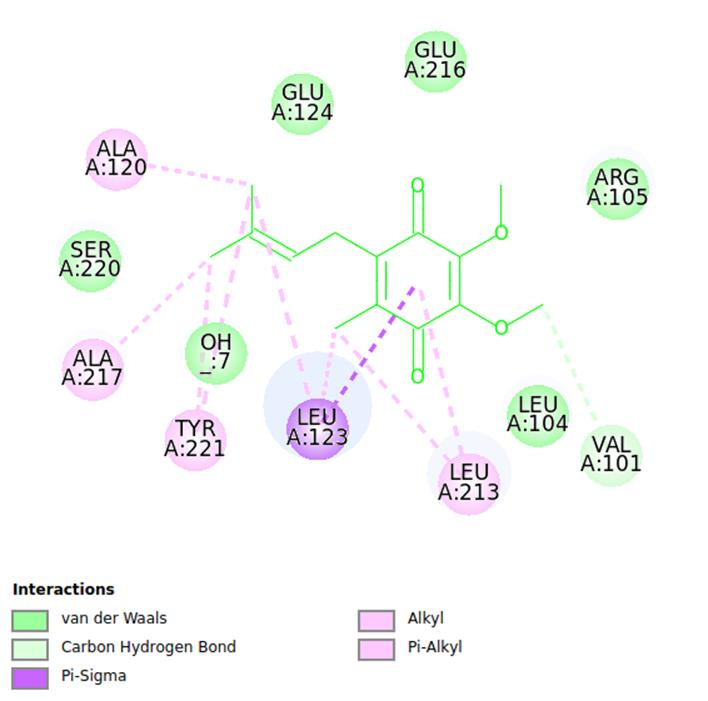 GLU
A:216
GLU
A:124
ALA
A:120
ARG
A:105
O
O
SER
A:220
O
O
OH
_:7
ALA
A:217
LEU
A:104
LEU
A:123
TYR
A:221
VAL
A:101
LEU
A:213
Interactions
van der Waals
Carbon Hydrogen Bond
Pi-Sigma
Alkyl
Pi-Alkyl